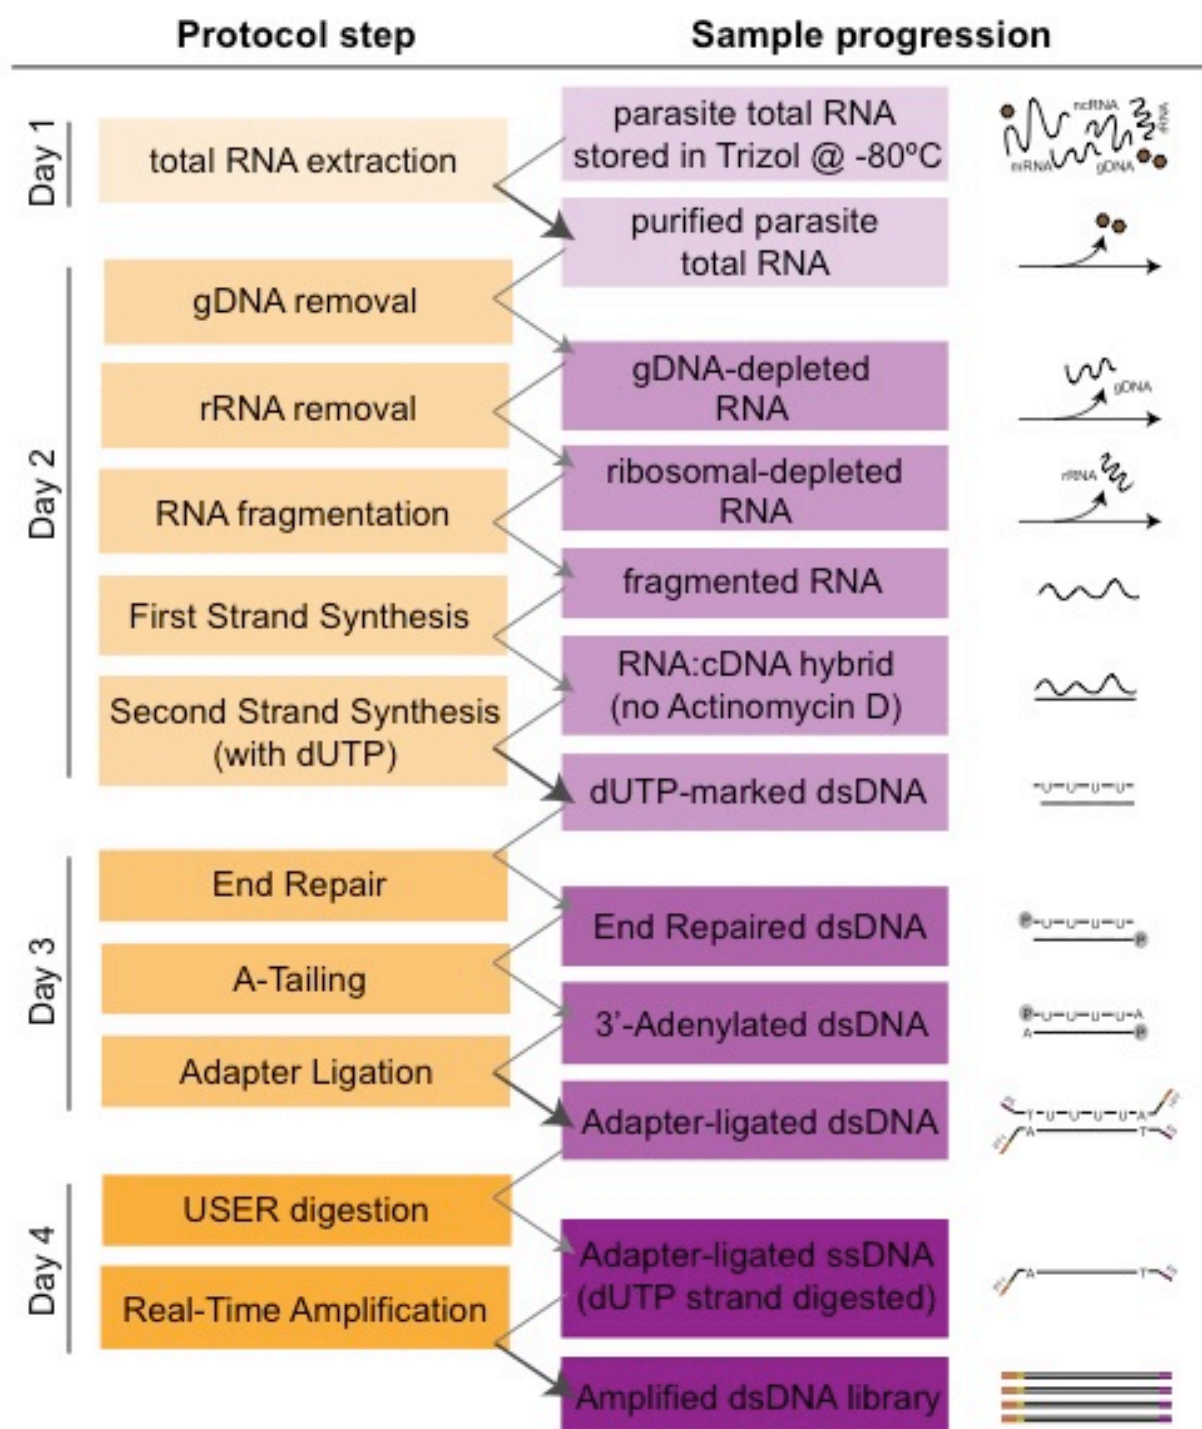 Protocol step
Sample progression
Day 1
total RNA extraction
parasite total RNA
stored in Trizol @ -80ºC
ncRNA
rRNA
mRNA
gDNA
purified parasite
total RNA
Day 2
gDNA removal
gDNA-depleted
RNA
gDNA
rRNA removal
ribosomal-depleted
RNA
rRNA
RNA fragmentation
fragmented RNA
First Strand Synthesis
RNA:cDNA hybrid
(no Actinomycin D)
Second Strand Synthesis
(with dUTP)
dUTP-marked dsDNA
-U-U-U-U-
Day 3
End Repair
End Repaired dsDNA
P-U-U-U-U-
P
A-Tailing
3’-Adenylated dsDNA
P-U-U-U-U-A
A P
Adapter Ligation
Adapter-ligated dsDNA
T-U-U-U-U-A
A T
Day 4
USER digestion
Adapter-ligated ssDNA
(dUTP strand digested)
A T
Real-Time Amplification
Amplified dsDNA library